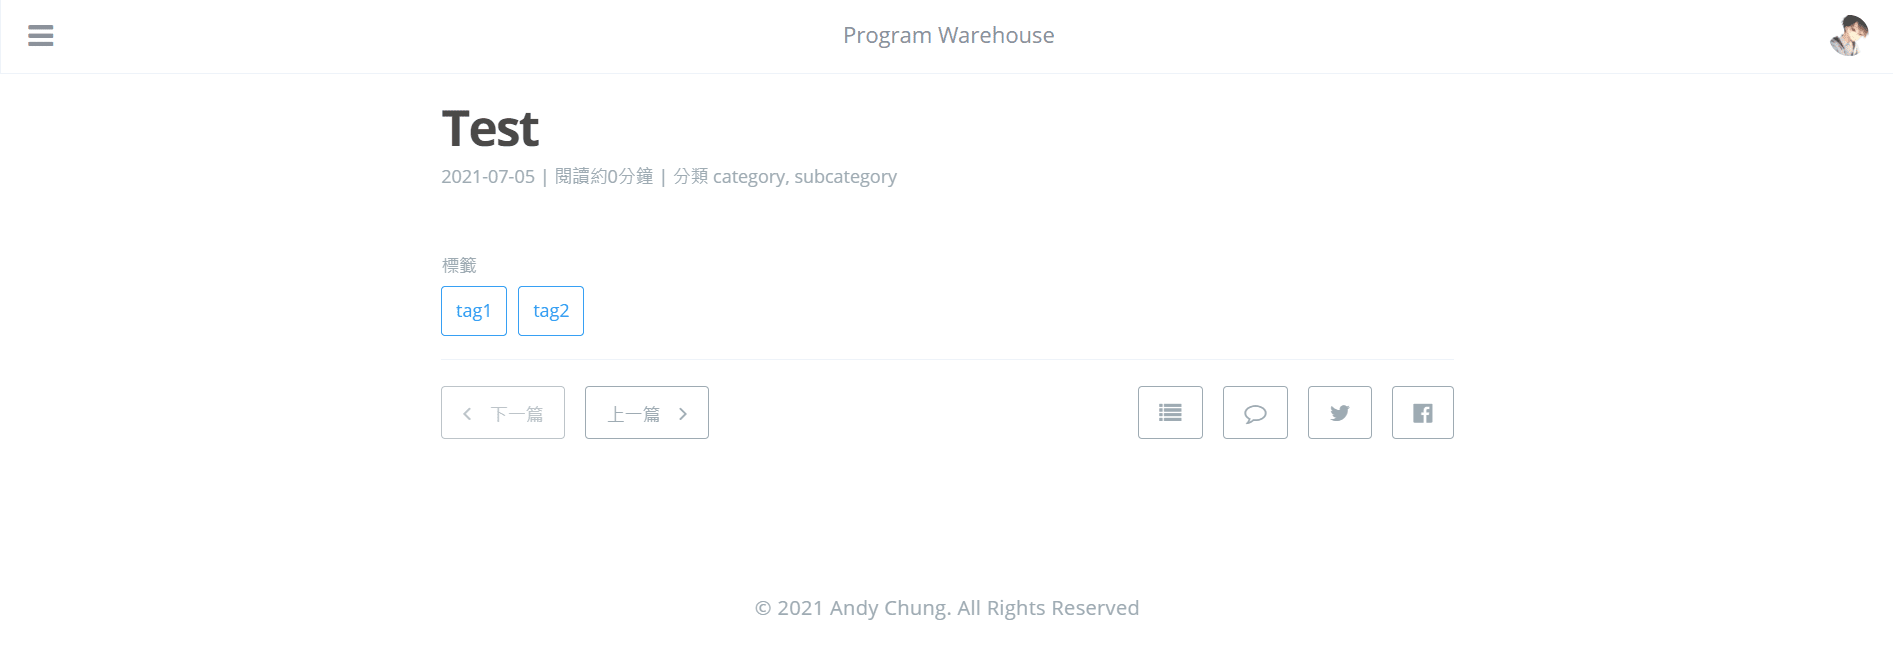 Program Warehouse
Test
2021-07-05 | 閱讀約0分鐘 | 分類 category, subcategory
標籤
tag1 tag2
下一篇 上一篇
© 2021 Andy Chung. All Rights Reserved